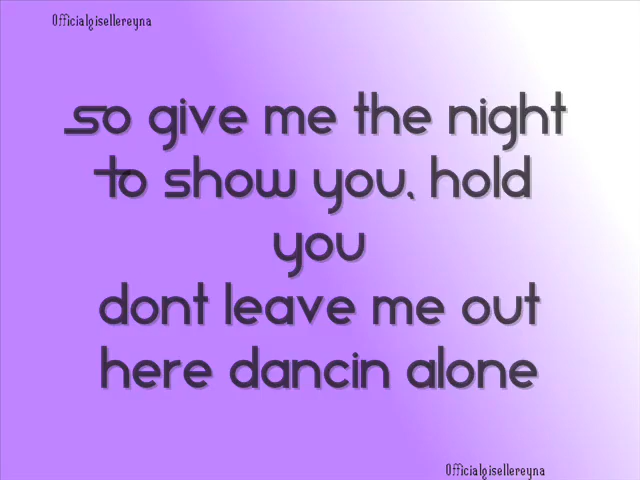 Officialgisellereyna
so give me the night
to show you, hold
you
dont leave me out
here dancin alone
Officialgisellereyna